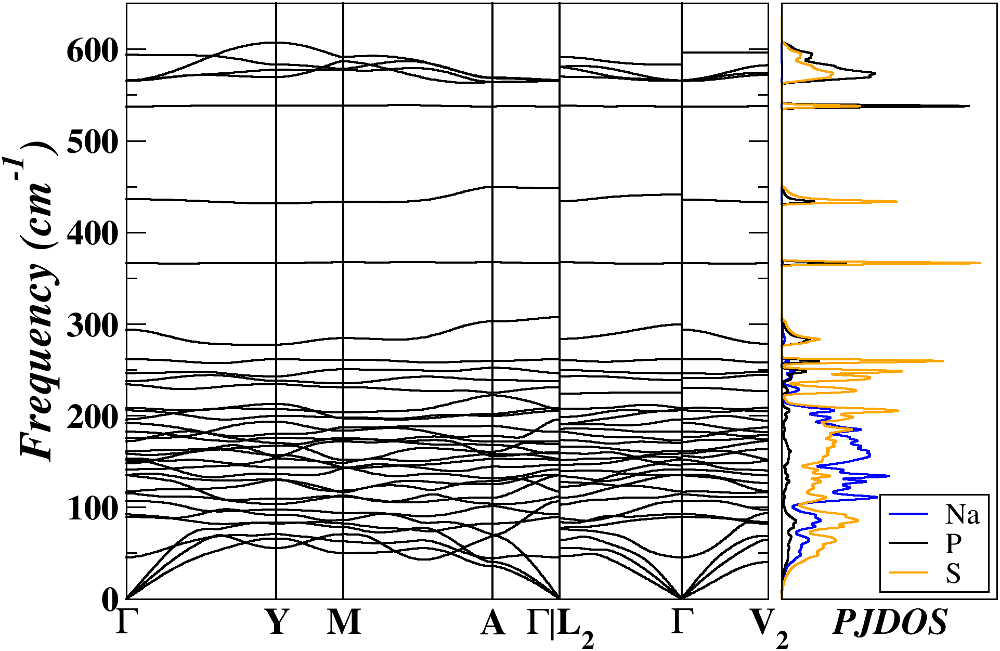 Frequency (cm-1)
600
500
400
300
200
100
0
Γ Y M A Γ|L2 Γ V2
PJDOS
Na
P
S